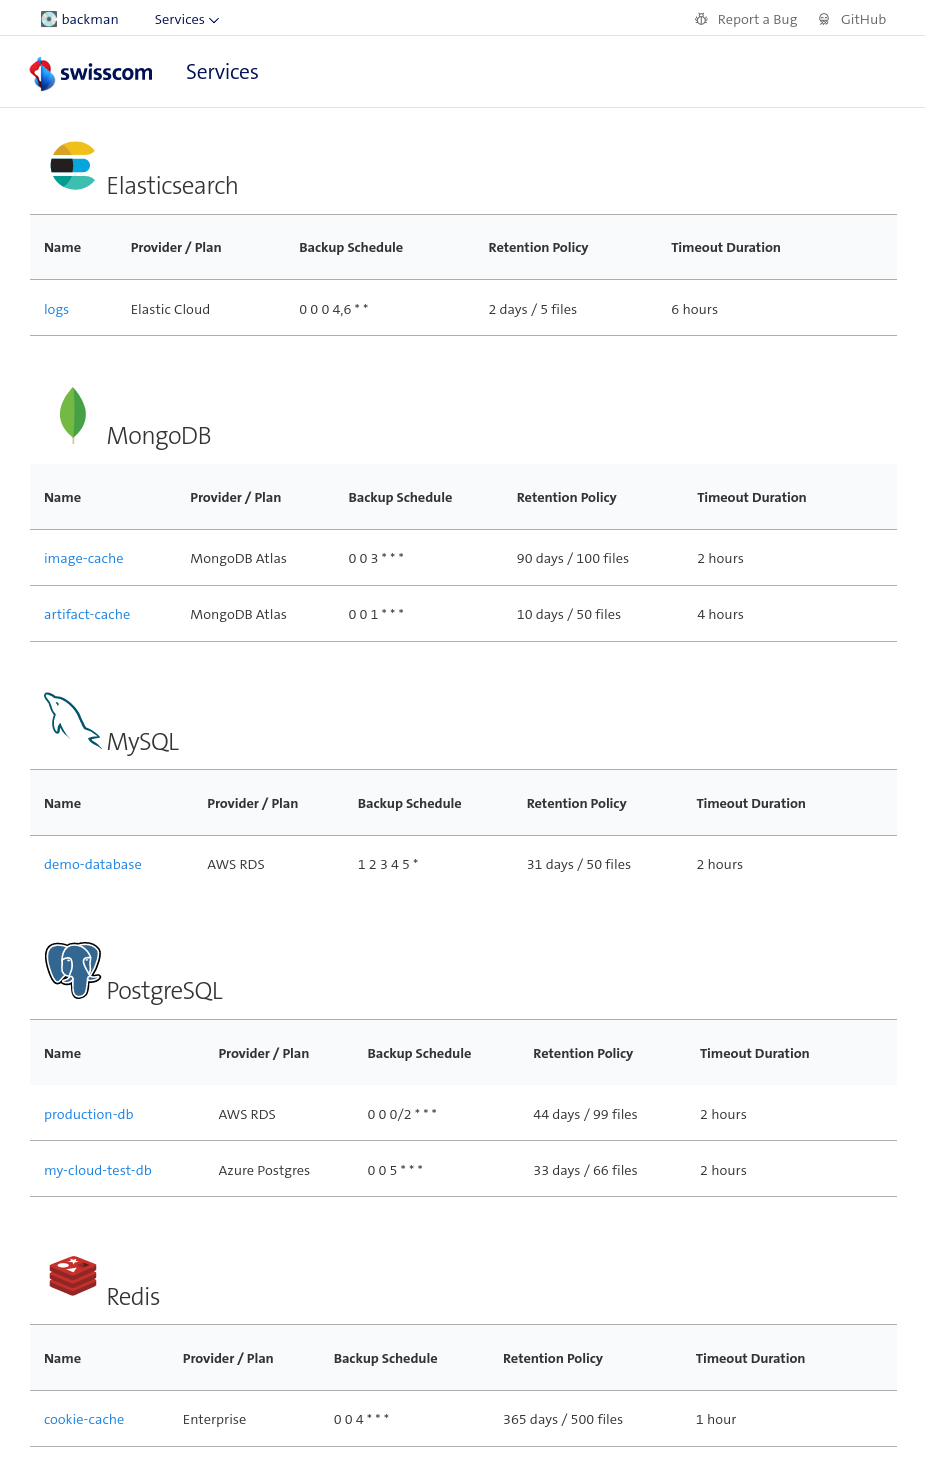 backman Services Report a Bug GitHub
swisscom Services
Elasticsearch
Name Provider / Plan Backup Schedule Retention Policy Timeout Duration
logs Elastic Cloud 0 0 0 4,6 * * 2 days / 5 files 6 hours
MongoDB
Name Provider / Plan Backup Schedule Retention Policy Timeout Duration
image-cache MongoDB Atlas 0 0 3 * * * 90 days / 100 files 2 hours
artifact-cache MongoDB Atlas 0 0 1 * * * 10 days / 50 files 4 hours
MySQL
Name Provider / Plan Backup Schedule Retention Policy Timeout Duration
demo-database AWS RDS 1 2 3 4 5 * 31 days / 50 files 2 hours
PostgreSQL
Name Provider / Plan Backup Schedule Retention Policy Timeout Duration
production-db AWS RDS 0 0 0/2 * * * 44 days / 99 files 2 hours
my-cloud-test-db Azure Postgres 0 0 5 * * * 33 days / 66 files 2 hours
Redis
Name Provider / Plan Backup Schedule Retention Policy Timeout Duration
cookie-cache Enterprise 0 0 4 * * * 365 days / 500 files 1 hour